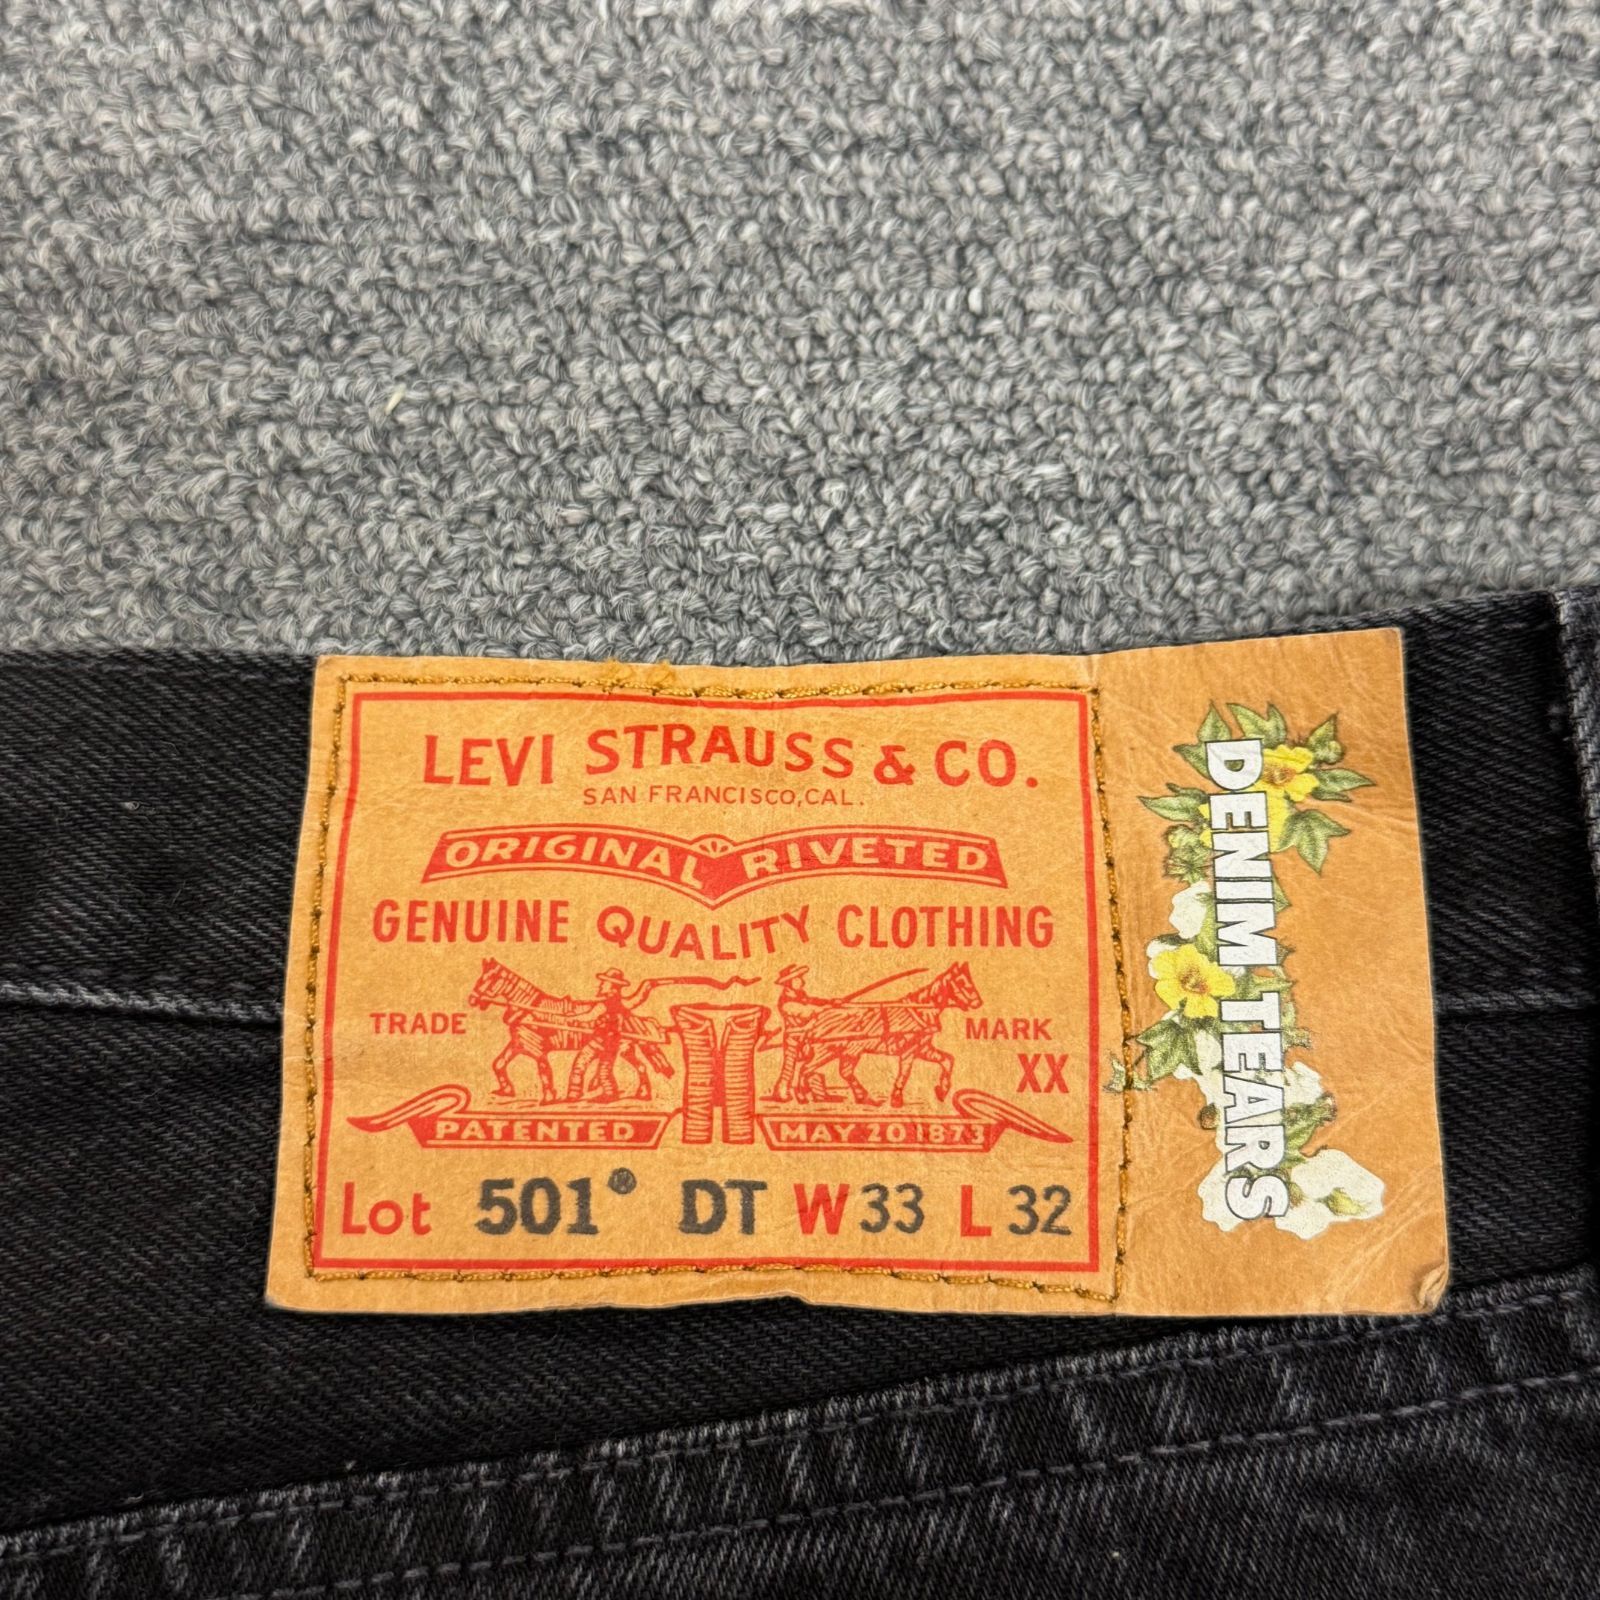 LEVI STRAUSS & CO.
SAN FRANCISCO, CAL.
ORIGINAL RIVETED
GENUINE QUALITY CLOTHING
TRADE MARK
XX
PATENTED MAY 20 1873
Lot 501® DT W 33 L 32
DENIM TEARS